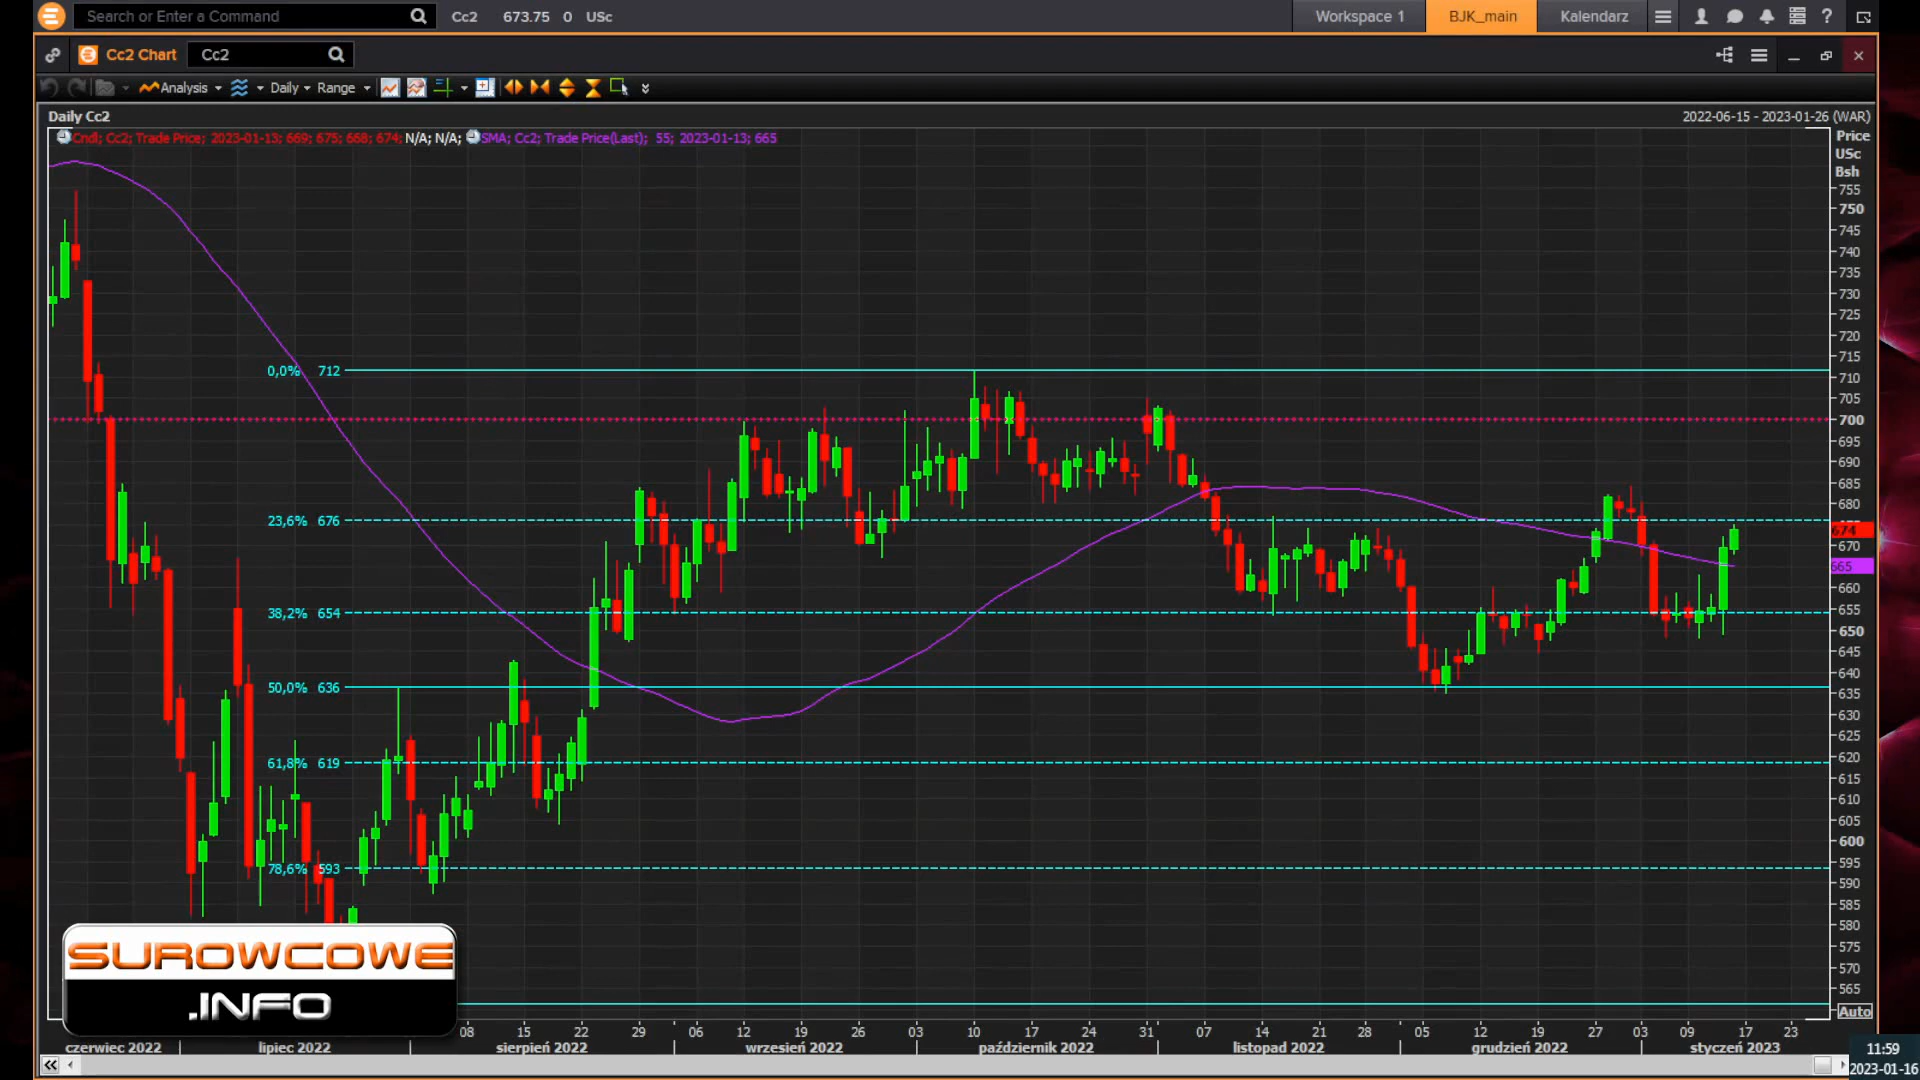 Search or Enter a Command
Cc2 673.75 0 USc
Workspace 1
BJK_main
Kalendarz
?
Cc2 Chart
Cc2
Analysis
Daily
Range
Daily Cc2
2022-06-15 - 2023-01-26 (WAR)
Cndl; Cc2; Trade Price; 2023-01-13; 669; 675; 668; 674; N/A; N/A; SMA; Cc2; Trade Price(Last); 55; 2023-01-13; 665
Price
USc
Bsh
755
750
745
740
735
730
725
720
715
0,0% 712
710
705
700
695
690
685
680
23,6% 676
674
670
665
660
38,2% 654
655
650
645
640
50,0% 636
635
630
625
61,8% 619
620
615
610
605
600
595
78,6% 593
590
585
580
575
570
565
Auto
SUROWCOWE
.INFO
08 15 22 29 06 12 19 26 03 10 17 24 31 07 14 21 28 05 12 19 27 03 09 17 23
czerwiec 2022 lipiec 2022 sierpień 2022 wrzesień 2022 październik 2022 listopad 2022 grudzień 2022 styczeń 2023
11:59
2023-01-16